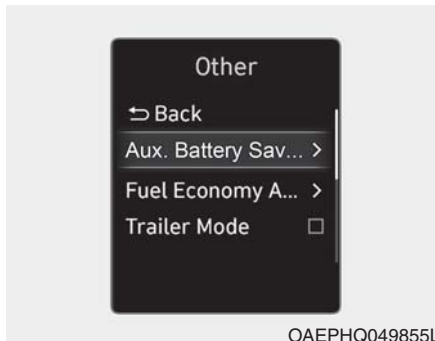 Other
Back
Aux. Battery Sav... >
Fuel Economy A... >
Trailer Mode
OAEPHQ049855L